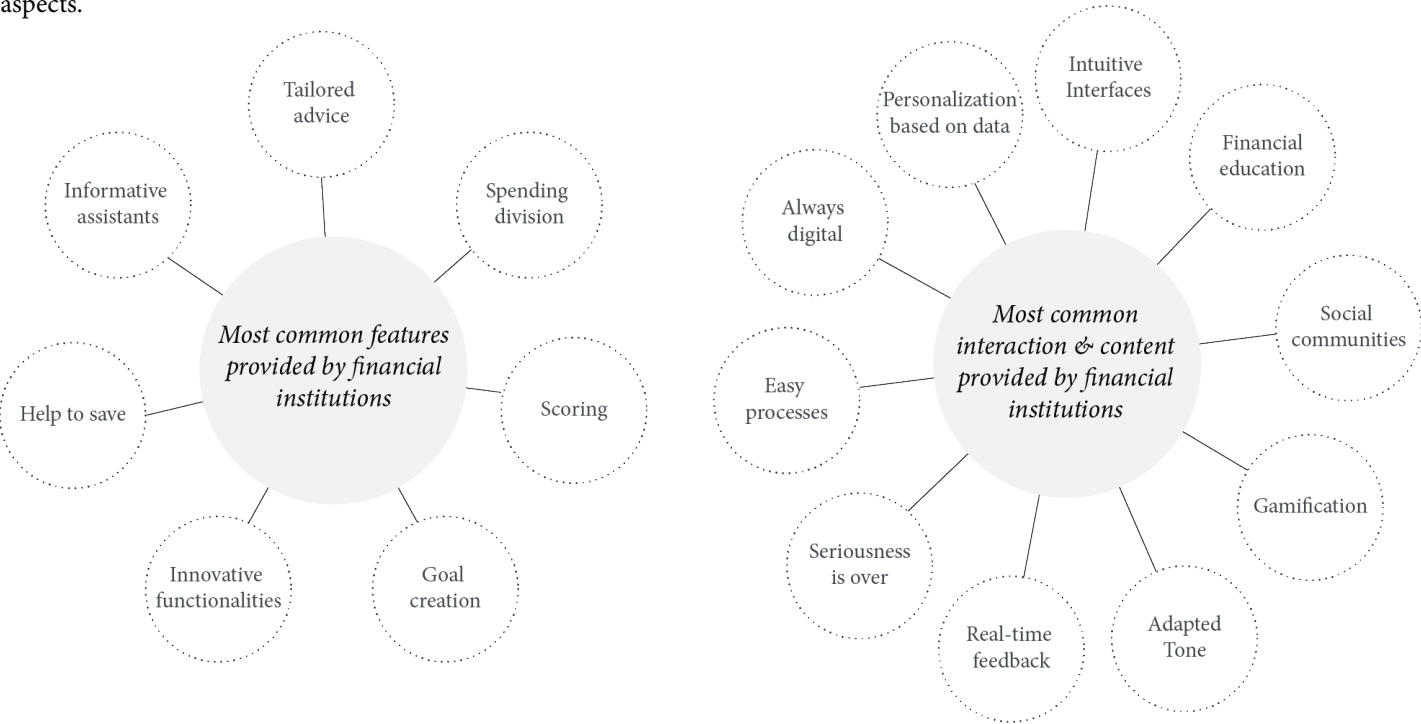 aspects.
Tailored
advice
Spending
division
Scoring
Goal
creation
Innovative
functionalities
Help to save
Informative
assistants
Most common features
provided by financial
institutions
Intuitive
Interfaces
Financial
education
Social
communities
Gamification
Adapted
Tone
Real-time
feedback
Seriousness
is over
Easy
processes
Always
digital
Personalization
based on data
Most common
interaction & content
provided by financial
institutions